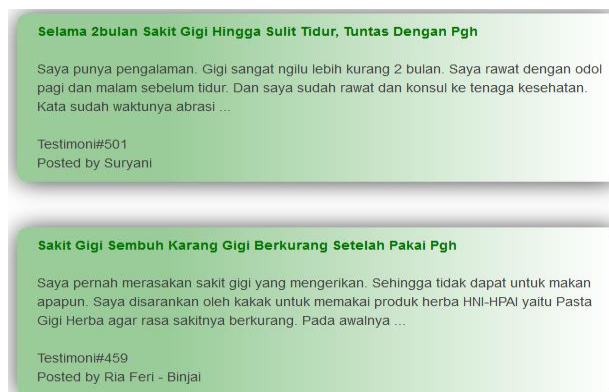 Selama 2bulan Sakit Gigi Hingga Sulit Tidur, Tuntas Dengan Pgh
Saya punya pengalaman. Gigi sangat ngilu lebih kurang 2 bulan. Saya rawat dengan odol
pagi dan malam sebelum tidur. Dan saya sudah rawat dan konsul ke tenaga kesehatan.
Kata sudah waktunya abrasi ...
Testimoni#501
Posted by Suryani
Sakit Gigi Sembuh Karang Gigi Berkurang Setelah Pakai Pgh
Saya pernah merasakan sakit gigi yang mengerikan. Sehingga tidak dapat untuk makan
apapun. Saya disarankan oleh kakak untuk memakai produk herba HNI-HPAI yaitu Pasta
Gigi Herba agar rasa sakitnya berkurang. Pada awalnya ...
Testimoni#459
Posted by Ria Feri - Binjai